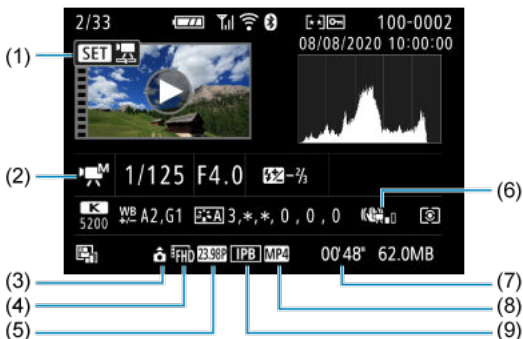 2/33 100-0002
08/08/2020 10:00:00
(1) SET
(2) M 1/125 F4.0 -⅔
(6)
K 5200 WB +/- A2,G1 A 3,*,*, 0 , 0 , 0
(3) FHD 23.98P IPB MP4 00'48" 62.0MB (7)
(4) (8)
(5) (9)